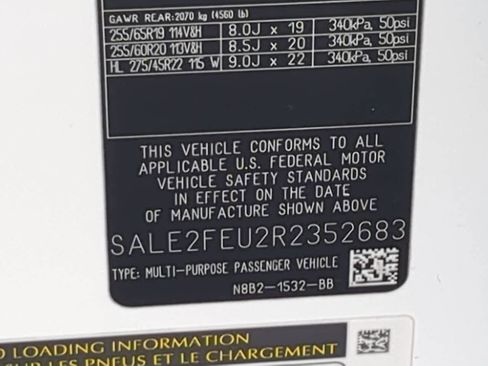 GAWR REAR:2070 kg (4560 lb)
255/65R19 114V&H 8.0J x 19 340kPa, 50psi
255/60R20 113V&H 8.5J x 20 340kPa, 50psi
HL 275/45R22 115 W 9.0J x 22 340kPa, 50psi
THIS VEHICLE CONFORMS TO ALL
APPLICABLE U.S. FEDERAL MOTOR
VEHICLE SAFETY STANDARDS
IN EFFECT ON THE DATE
OF MANUFACTURE SHOWN ABOVE
SALE2FEU2R2352683
TYPE: MULTI-PURPOSE PASSENGER VEHICLE
N8B2-1532-BB
LOADING INFORMATION
LES PNEUS ET LE CHARGEMENT